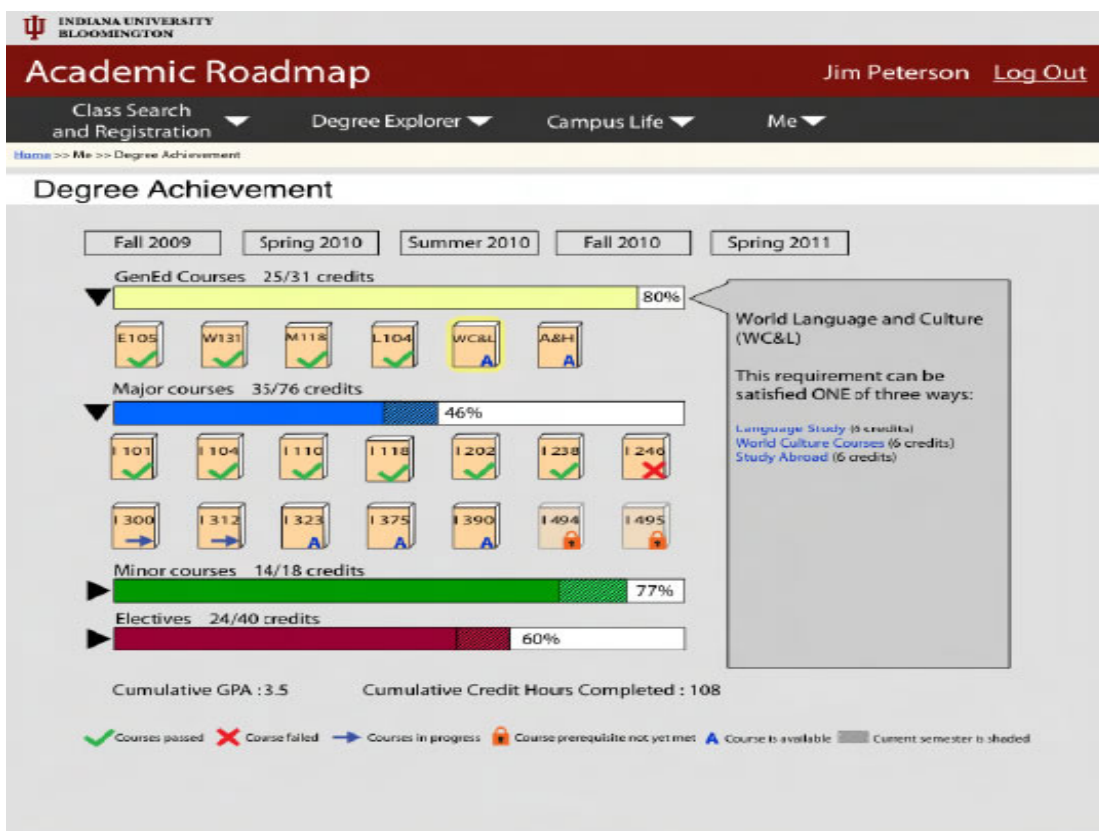 INDIANA UNIVERSITY
BLOOMINGTON
Academic Roadmap
Jim Peterson Log Out
Class Search
and Registration
Degree Explorer
Campus Life
Me
Home >> Me >> Degree Achievement
Degree Achievement
Fall 2009 Spring 2010 Summer 2010 Fall 2010 Spring 2011
GenEd Courses 25/31 credits
80%
E105 W131 M118 L104 WC&L A&H
A A
Major courses 35/76 credits
46%
I 101 I 104 I 110 I 118 I 202 I 238 I 246
I 300 I 312 I 323 I 375 I 390 I 494 I 495
A A A
Minor courses 14/18 credits
77%
Electives 24/40 credits
60%
World Language and Culture
(WC&L)
This requirement can be
satisfied ONE of three ways:
Language Study (6 credits)
World Culture Courses (6 credits)
Study Abroad (6 credits)
Cumulative GPA : 3.5 Cumulative Credit Hours Completed : 108
Courses passed Course failed Courses in progress Course prerequisite not yet met A Course is available Current semester is shaded